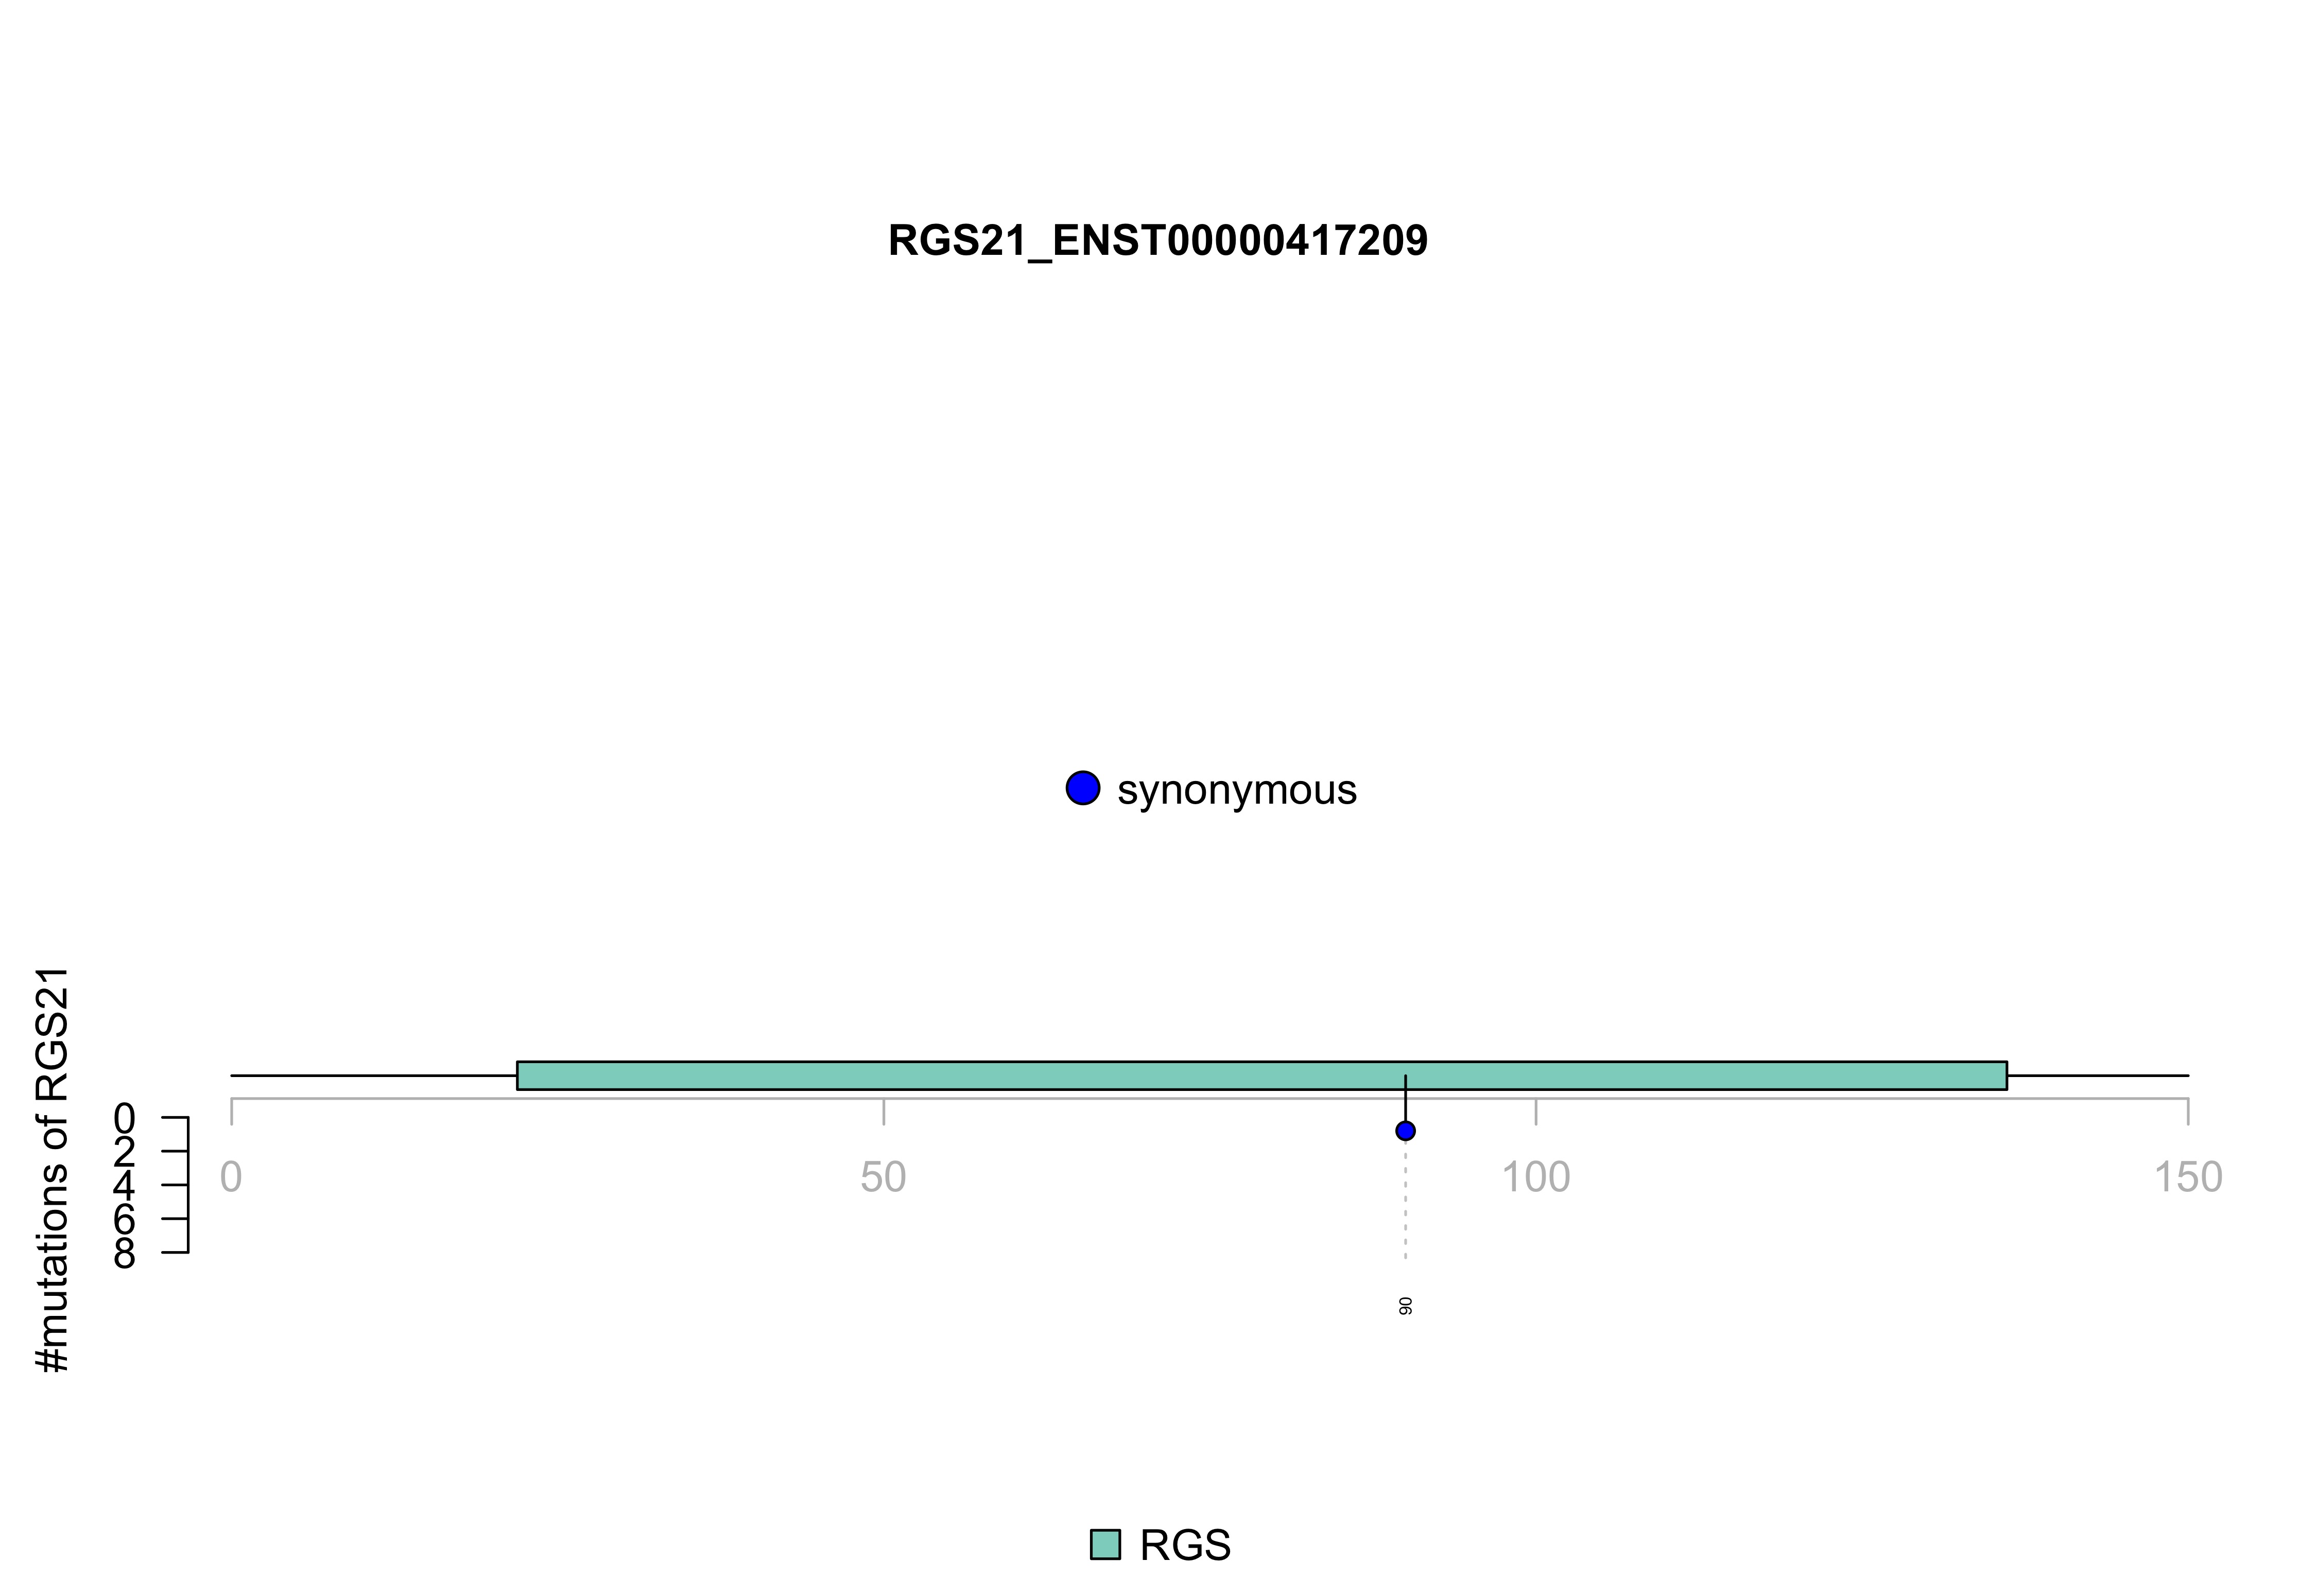 RGS21_ENST00000417209
synonymous
#mutations of RGS21
0
2
4
6
8
0 50 100 150
90
RGS